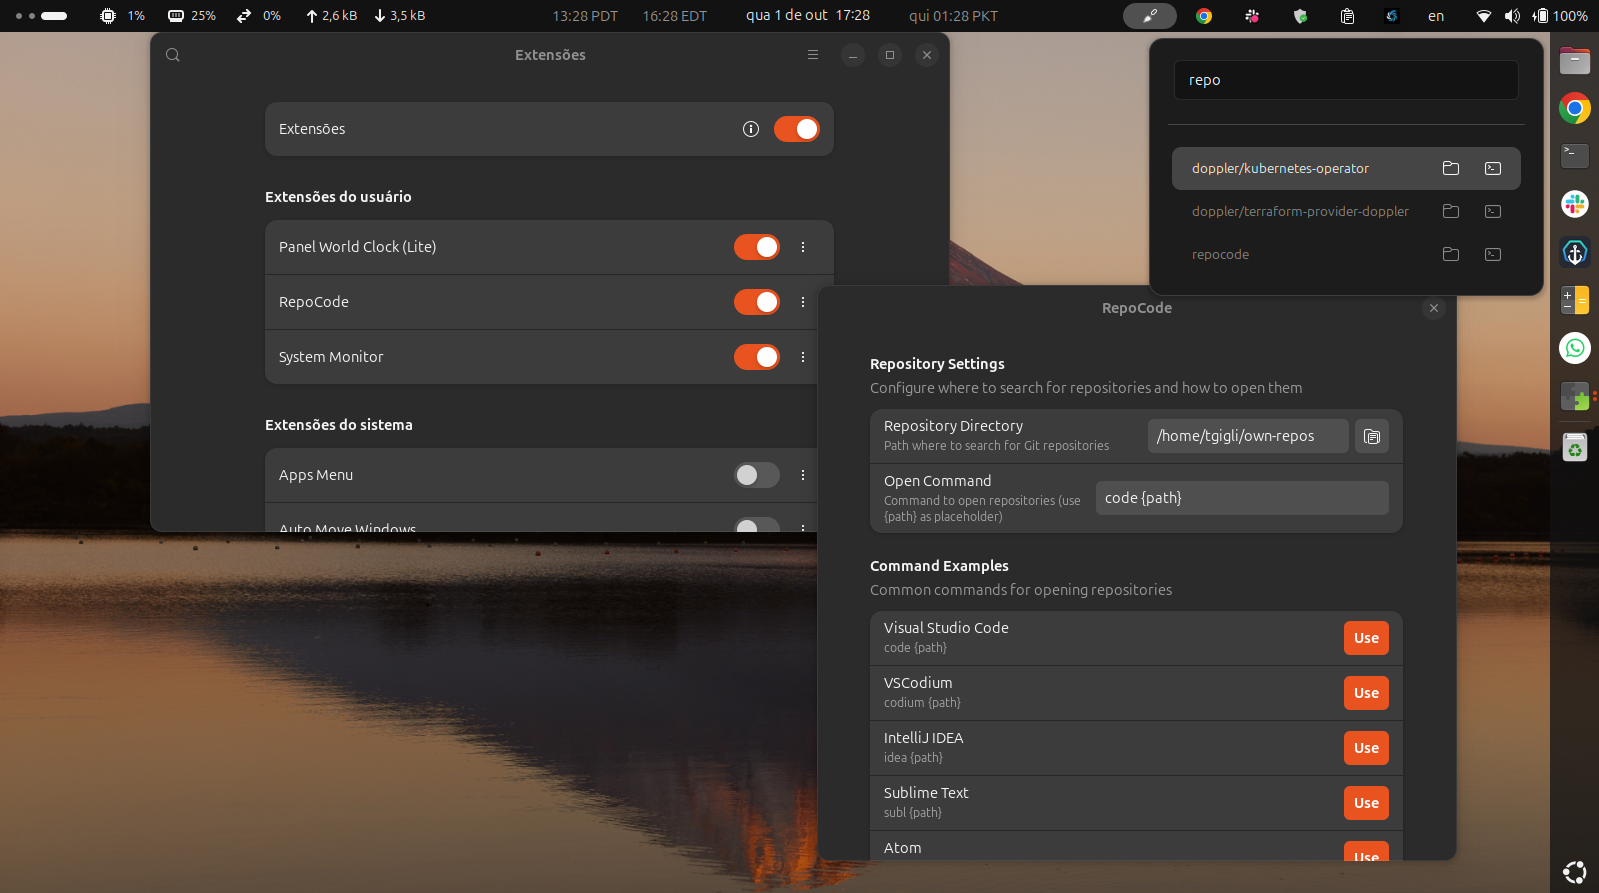 1%
25%
0%
2,6 kB
3,5 kB
13:28 PDT
16:28 EDT
qua 1 de out 17:28
qui 01:28 PKT
en
100%
Extensões
Extensões
Extensões do usuário
Panel World Clock (Lite)
RepoCode
System Monitor
Extensões do sistema
Apps Menu
Auto Move Windows
repo
doppler/kubernetes-operator
doppler/terraform-provider-doppler
repocode
RepoCode
Repository Settings
Configure where to search for repositories and how to open them
Repository Directory
Path where to search for Git repositories
/home/tgigli/own-repos
Open Command
Command to open repositories (use
{path} as placeholder)
code {path}
Command Examples
Common commands for opening repositories
Visual Studio Code
code {path}
Use
VSCodium
codium {path}
Use
IntelliJ IDEA
idea {path}
Use
Sublime Text
subl {path}
Use
Atom
Use